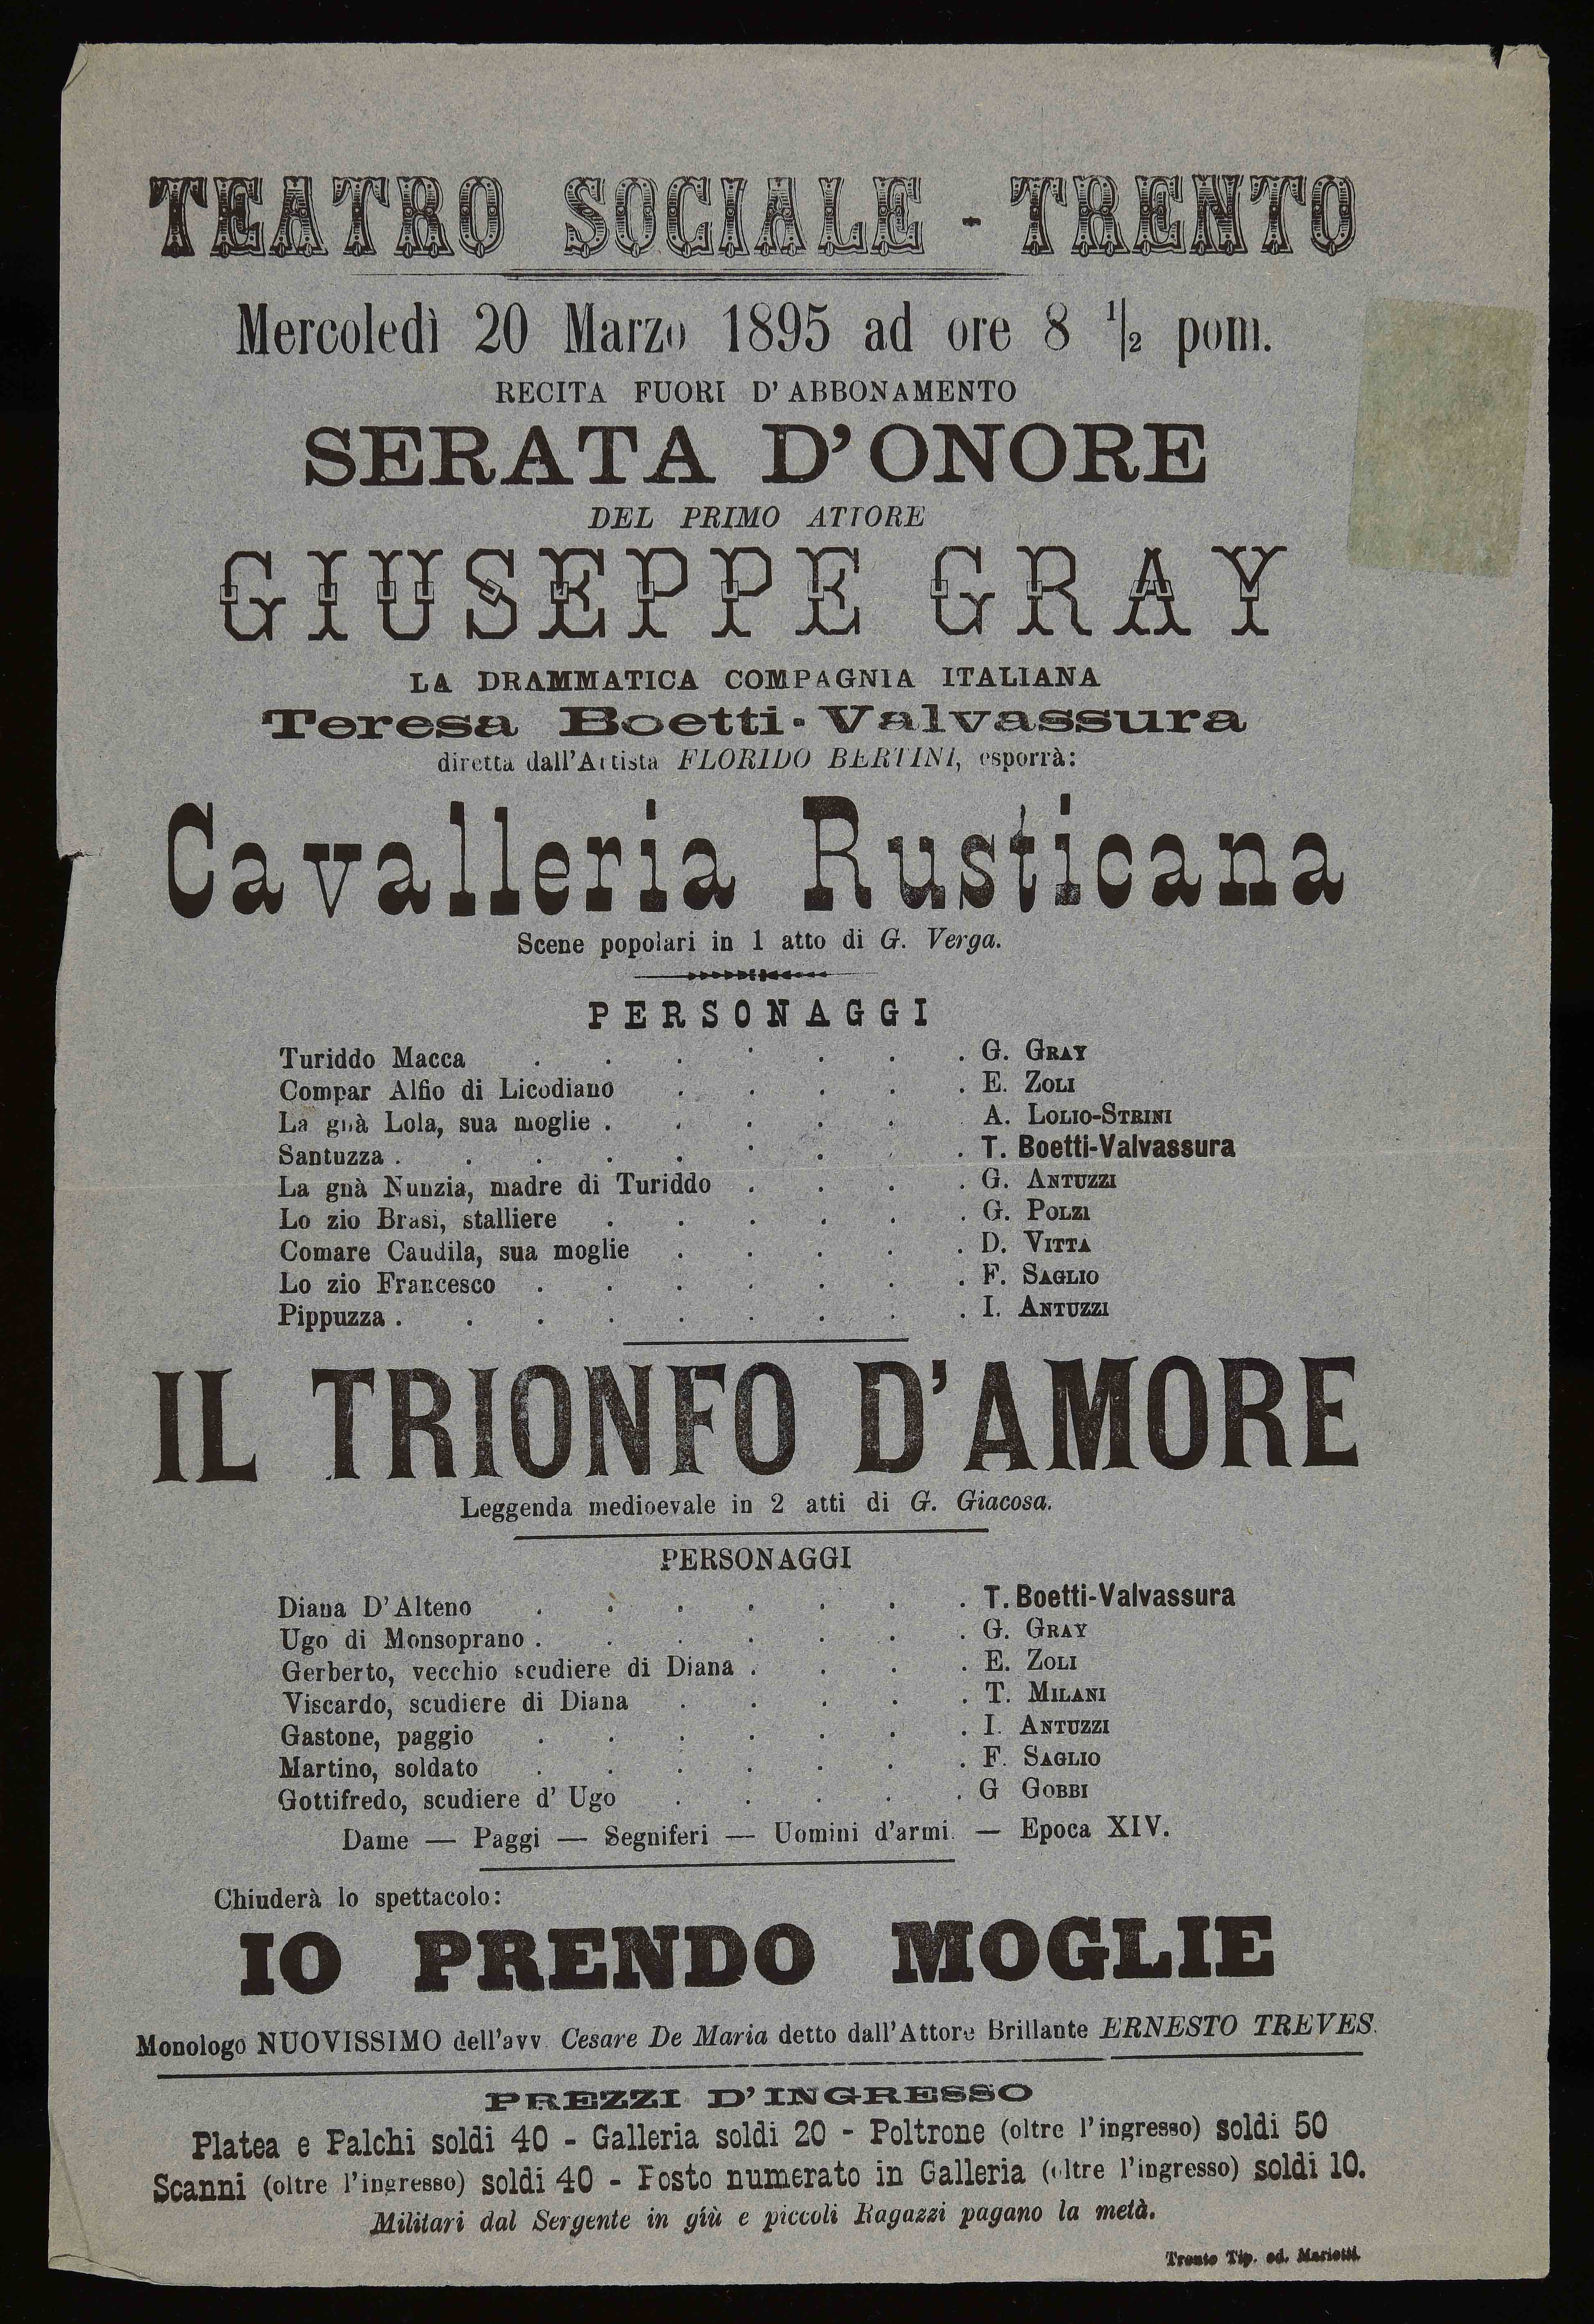 TEATRO SOCIALE - TRENTO
Mercoledì 20 Marzo 1895 ad ore 8 1/2 pom.
RECITA FUORI D'ABBONAMENTO
SERATA D'ONORE
DEL PRIMO ATTORE
GIUSEPPE GRAY
LA DRAMMATICA COMPAGNIA ITALIANA
Teresa Boetti-Valvassura
diretta dall'Artista FLORIDO BERTINI, esporrà:
Cavalleria Rusticana
Scene popolari in 1 atto di G. Verga.
PERSONAGGI
Turiddo Macca . . . . . . . G. GRAY
Compar Alfio di Licodiano . . . . . E. ZOLI
La gnà Lola, sua moglie . . . . . A. LOLIO-STRINI
Santuzza . . . . . . . . . T. Boetti-Valvassura
La gnà Nunzia, madre di Turiddo . . . . G. ANTUZZI
Lo zio Brasi, stalliere . . . . . . G. POLZI
Comare Caudila, sua moglie . . . . . D. VITTA
Lo zio Francesco . . . . . . . F. SAGLIO
Pippuzza . . . . . . . . . I. ANTUZZI
IL TRIONFO D'AMORE
Leggenda medioevale in 2 atti di G. Giacosa.
PERSONAGGI
Diana D'Alteno . . . . . . . T. Boetti-Valvassura
Ugo di Monsoprano . . . . . . . G. GRAY
Gerberto, vecchio scudiere di Diana . . . . E. ZOLI
Viscardo, scudiere di Diana . . . . . T. MILANI
Gastone, paggio . . . . . . . I. ANTUZZI
Martino, soldato . . . . . . . F. SAGLIO
Gottifredo, scudiere d' Ugo . . . . . G GOBBI
Dame — Paggi — Segniferi — Uomini d'armi. — Epoca XIV.
Chiuderà lo spettacolo:
IO PRENDO MOGLIE
Monologo NUOVISSIMO dell'avv. Cesare De Maria detto dall'Attore Brillante ERNESTO TREVES.
PREZZI D'INGRESSO
Platea e Palchi soldi 40 - Galleria soldi 20 - Poltrone (oltre l'ingresso) soldi 50
Scanni (oltre l'ingresso) soldi 40 - Posto numerato in Galleria (oltre l'ingresso) soldi 10.
Militari dal Sergente in giù e piccoli Ragazzi pagano la metà.
Trento Tip. ed. Mariotti.